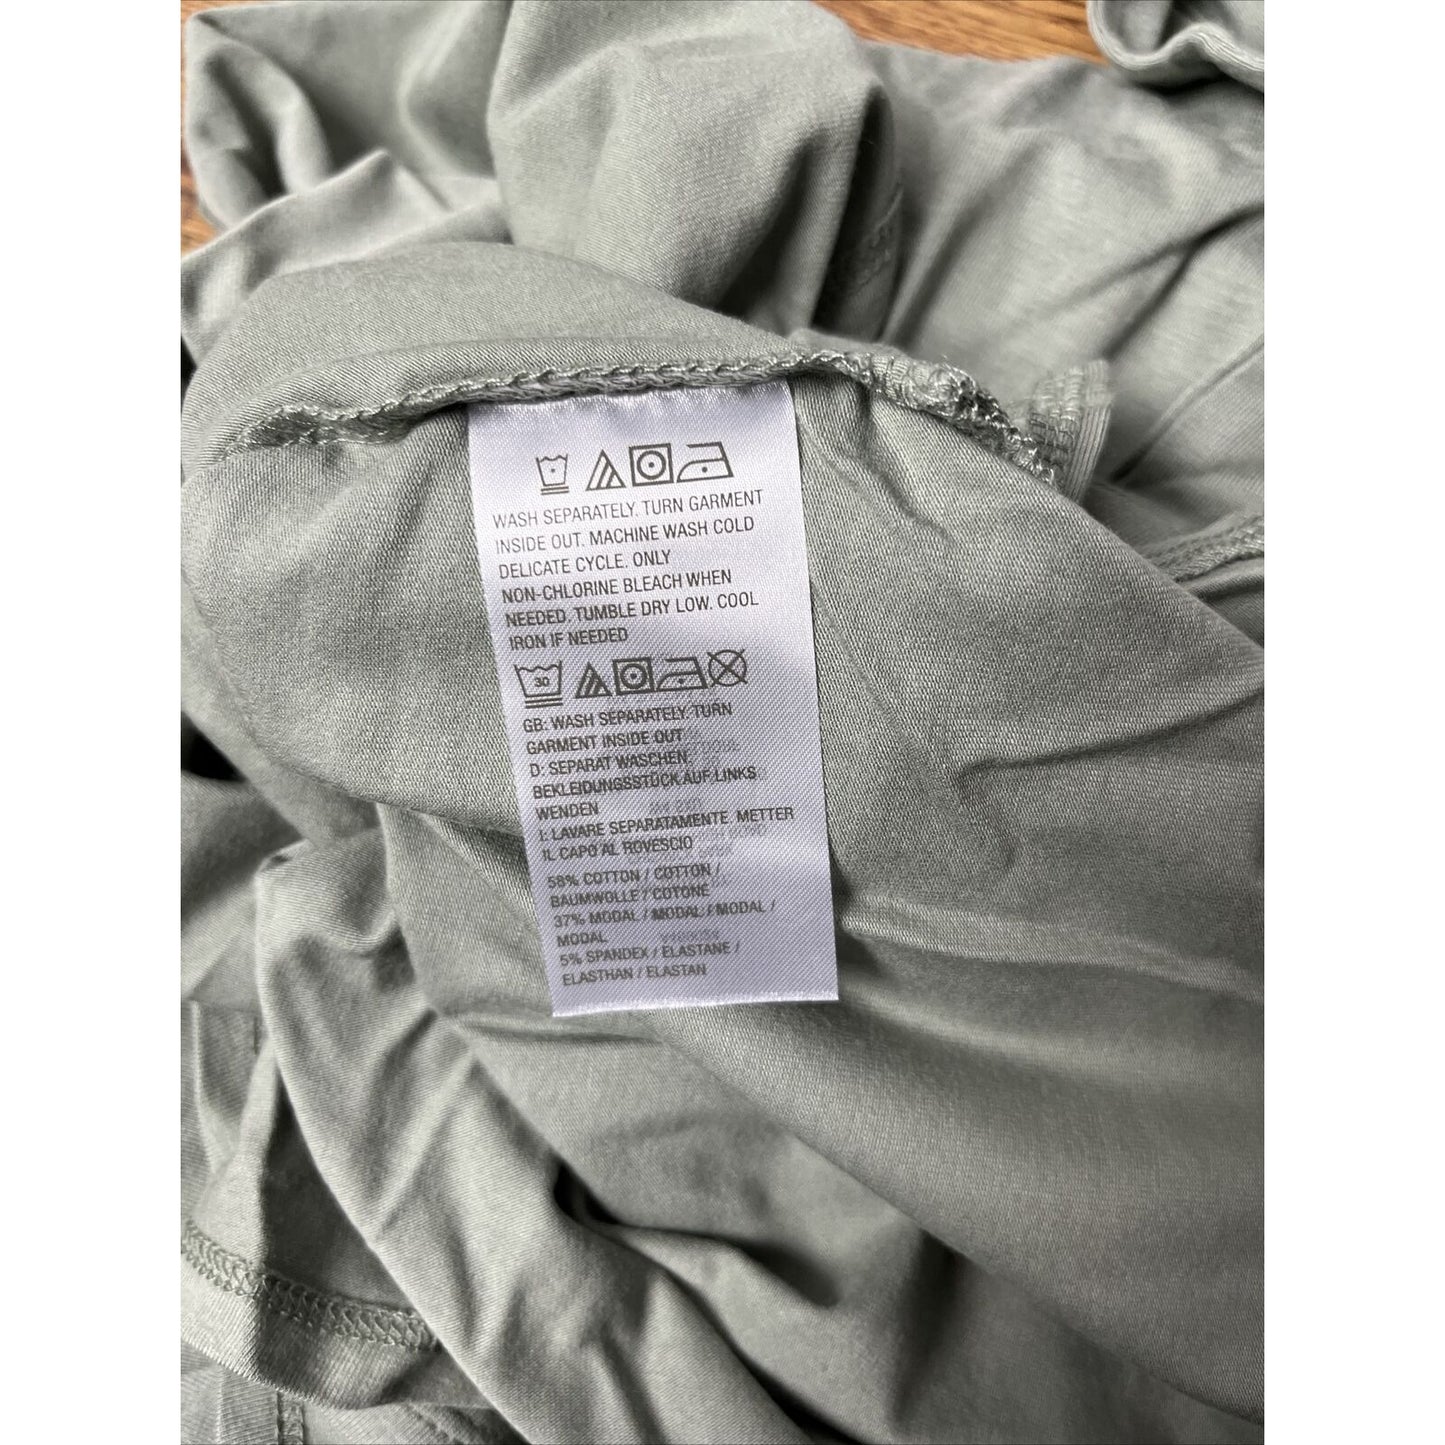 WASH SEPARATELY. TURN GARMENT
INSIDE OUT. MACHINE WASH COLD
DELICATE CYCLE. ONLY
NON-CHLORINE BLEACH WHEN
NEEDED. TUMBLE DRY LOW. COOL
IRON IF NEEDED
30
GB: WASH SEPARATELY. TURN
GARMENT INSIDE OUT
D: SEPARAT WASCHEN.
BEKLEIDUNGSSTÜCK AUF LINKS
WENDEN
I: LAVARE SEPARATAMENTE. METTER
IL CAPO AL ROVESCIO
58% COTTON / COTTON /
BAUMWOLLE / COTONE
37% MODAL / MODAL / MODAL /
MODAL
5% SPANDEX / ELASTANE /
ELASTHAN / ELASTAN